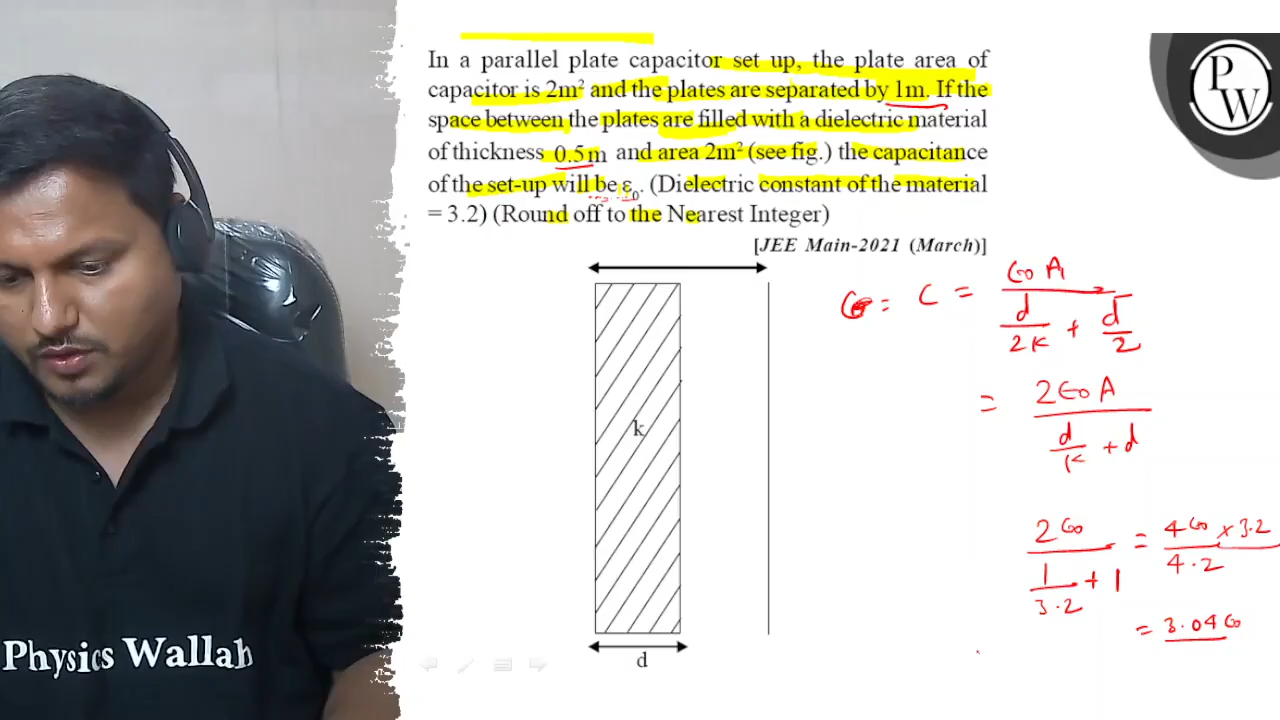 In a parallel plate capacitor set up, the plate area of
capacitor is 2m² and the plates are separated by 1m. If the
space between the plates are filled with a dielectric material
of thickness 0.5m and area 2m² (see fig.) the capacitance
of the set-up will be ε₀. (Dielectric constant of the material
= 3.2) (Round off to the Nearest Integer)
[JEE Main-2021 (March)]
k
d
P
W
C =
ϵ₀ A
d
2K
+
d
2
=
2ϵ₀ A
d
K
+ d
2ϵ₀
1
3.2
+ 1
=
4ϵ₀ × 3.2
4.2
= 3.04ϵ₀
Physics Wallah